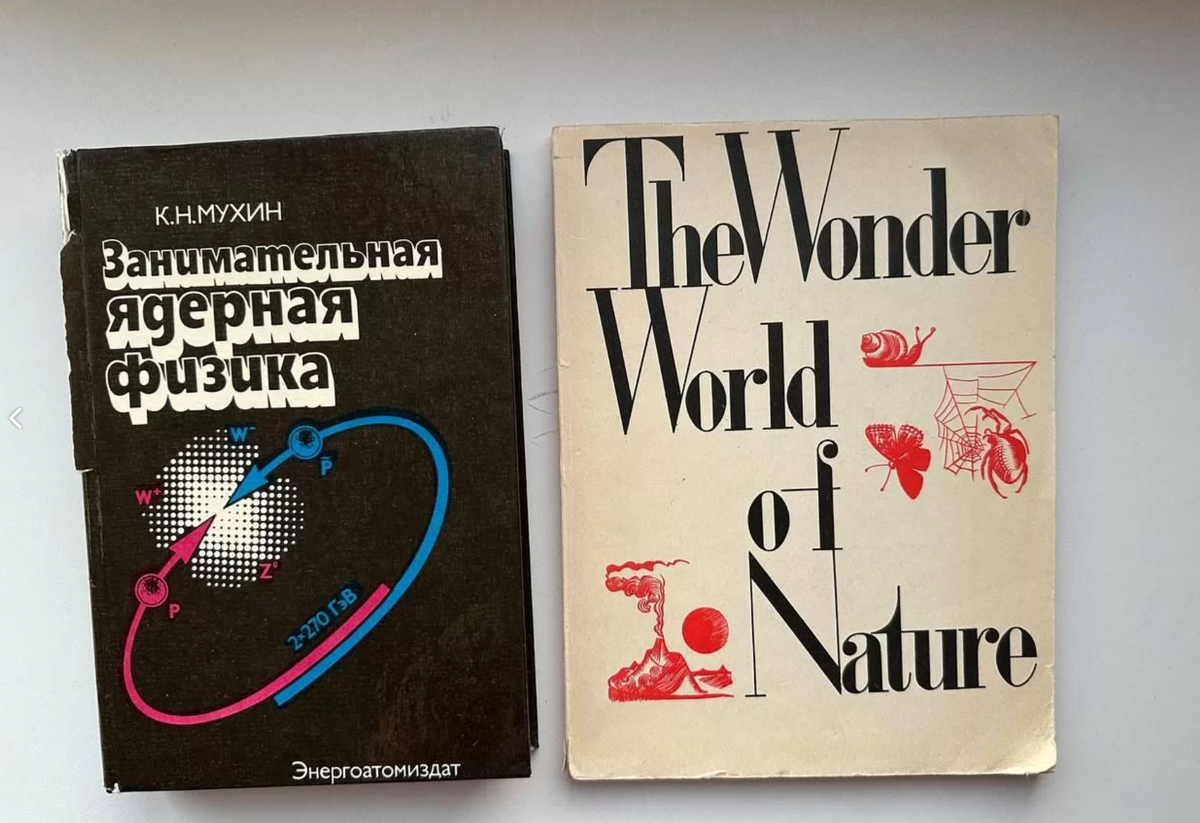 К.Н.МУХИН
Занимательная
ядерная
физика
W⁻
p̃
W⁺
Z⁰
P
2×270 ГэВ
Энергоатомиздат
The Wonder
World
of
Nature